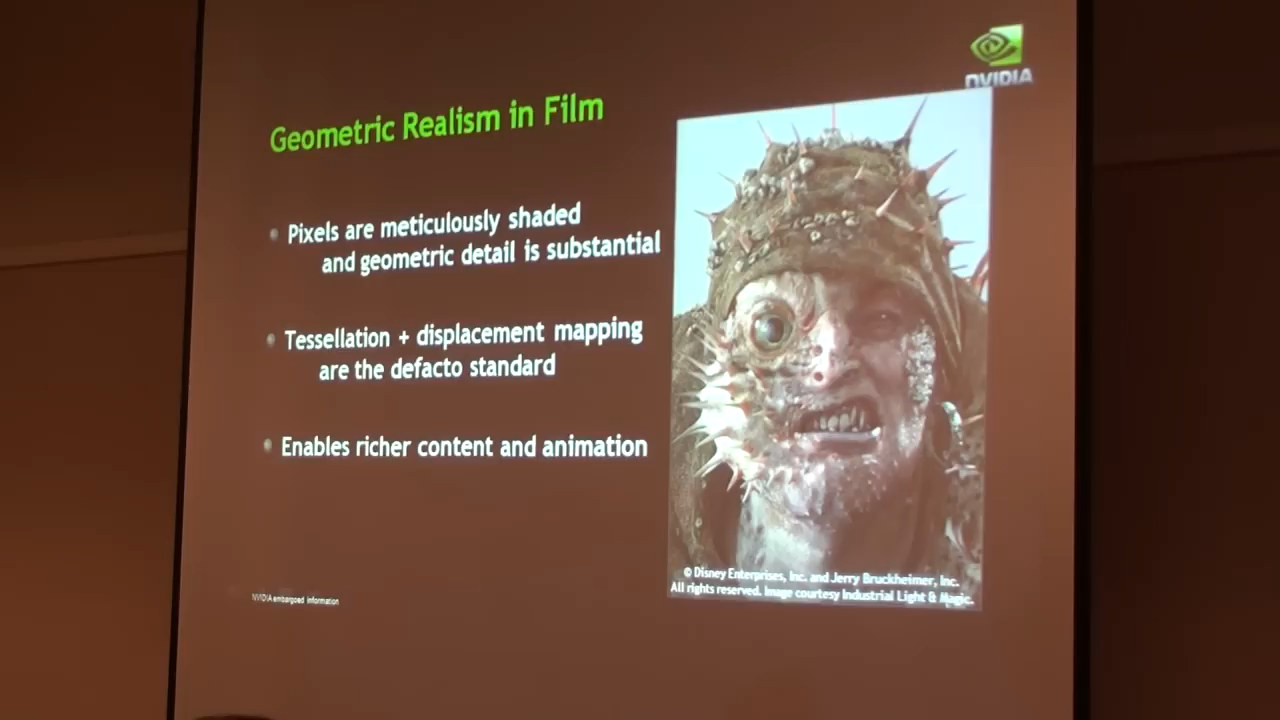 NVIDIA
Geometric Realism in Film
Pixels are meticulously shaded
and geometric detail is substantial
Tessellation + displacement mapping
are the defacto standard
Enables richer content and animation
© Disney Enterprises, Inc. and Jerry Bruckheimer, Inc.
All rights reserved. Image courtesy Industrial Light & Magic.
NVIDIA embargoed information